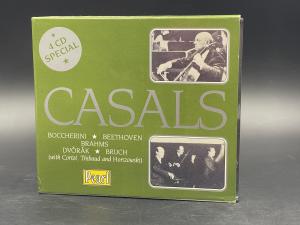 4 CD
SPECIAL
CASALS
BOCCHERINI ★ BEETHOVEN
BRAHMS
DVOŘÁK ★ BRUCH
(with Cortot, Thibaud and Horszowski)
Pearl